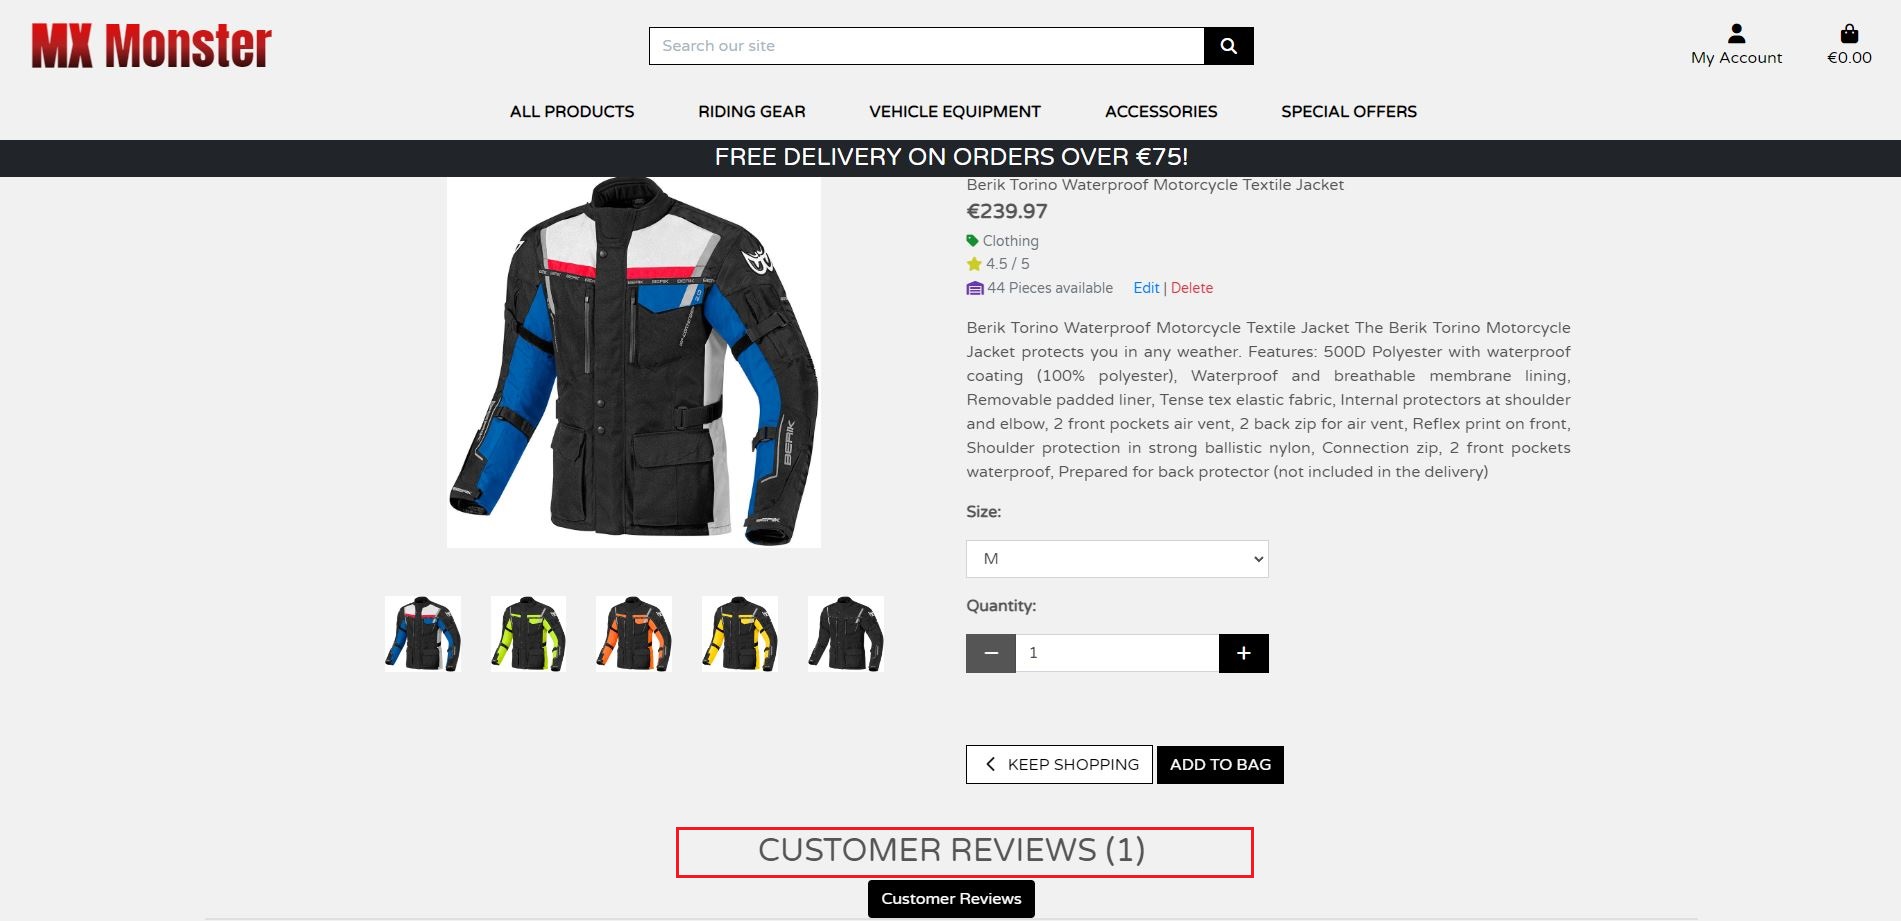 MX Monster
Search our site
My Account
€0.00
ALL PRODUCTS
RIDING GEAR
VEHICLE EQUIPMENT
ACCESSORIES
SPECIAL OFFERS
FREE DELIVERY ON ORDERS OVER €75!
Berik Torino Waterproof Motorcycle Textile Jacket
€239.97
Clothing
4.5 / 5
44 Pieces available Edit | Delete
Berik Torino Waterproof Motorcycle Textile Jacket The Berik Torino Motorcycle
Jacket protects you in any weather. Features: 500D Polyester with waterproof
coating (100% polyester), Waterproof and breathable membrane lining,
Removable padded liner, Tense tex elastic fabric, Internal protectors at shoulder
and elbow, 2 front pockets air vent, 2 back zip for air vent, Reflex print on front,
Shoulder protection in strong ballistic nylon, Connection zip, 2 front pockets
waterproof, Prepared for back protector (not included in the delivery)
Size:
M
Quantity:
1
KEEP SHOPPING
ADD TO BAG
BERIK
BERIK
BERIK
BERIK
CUSTOMER REVIEWS (1)
Customer Reviews